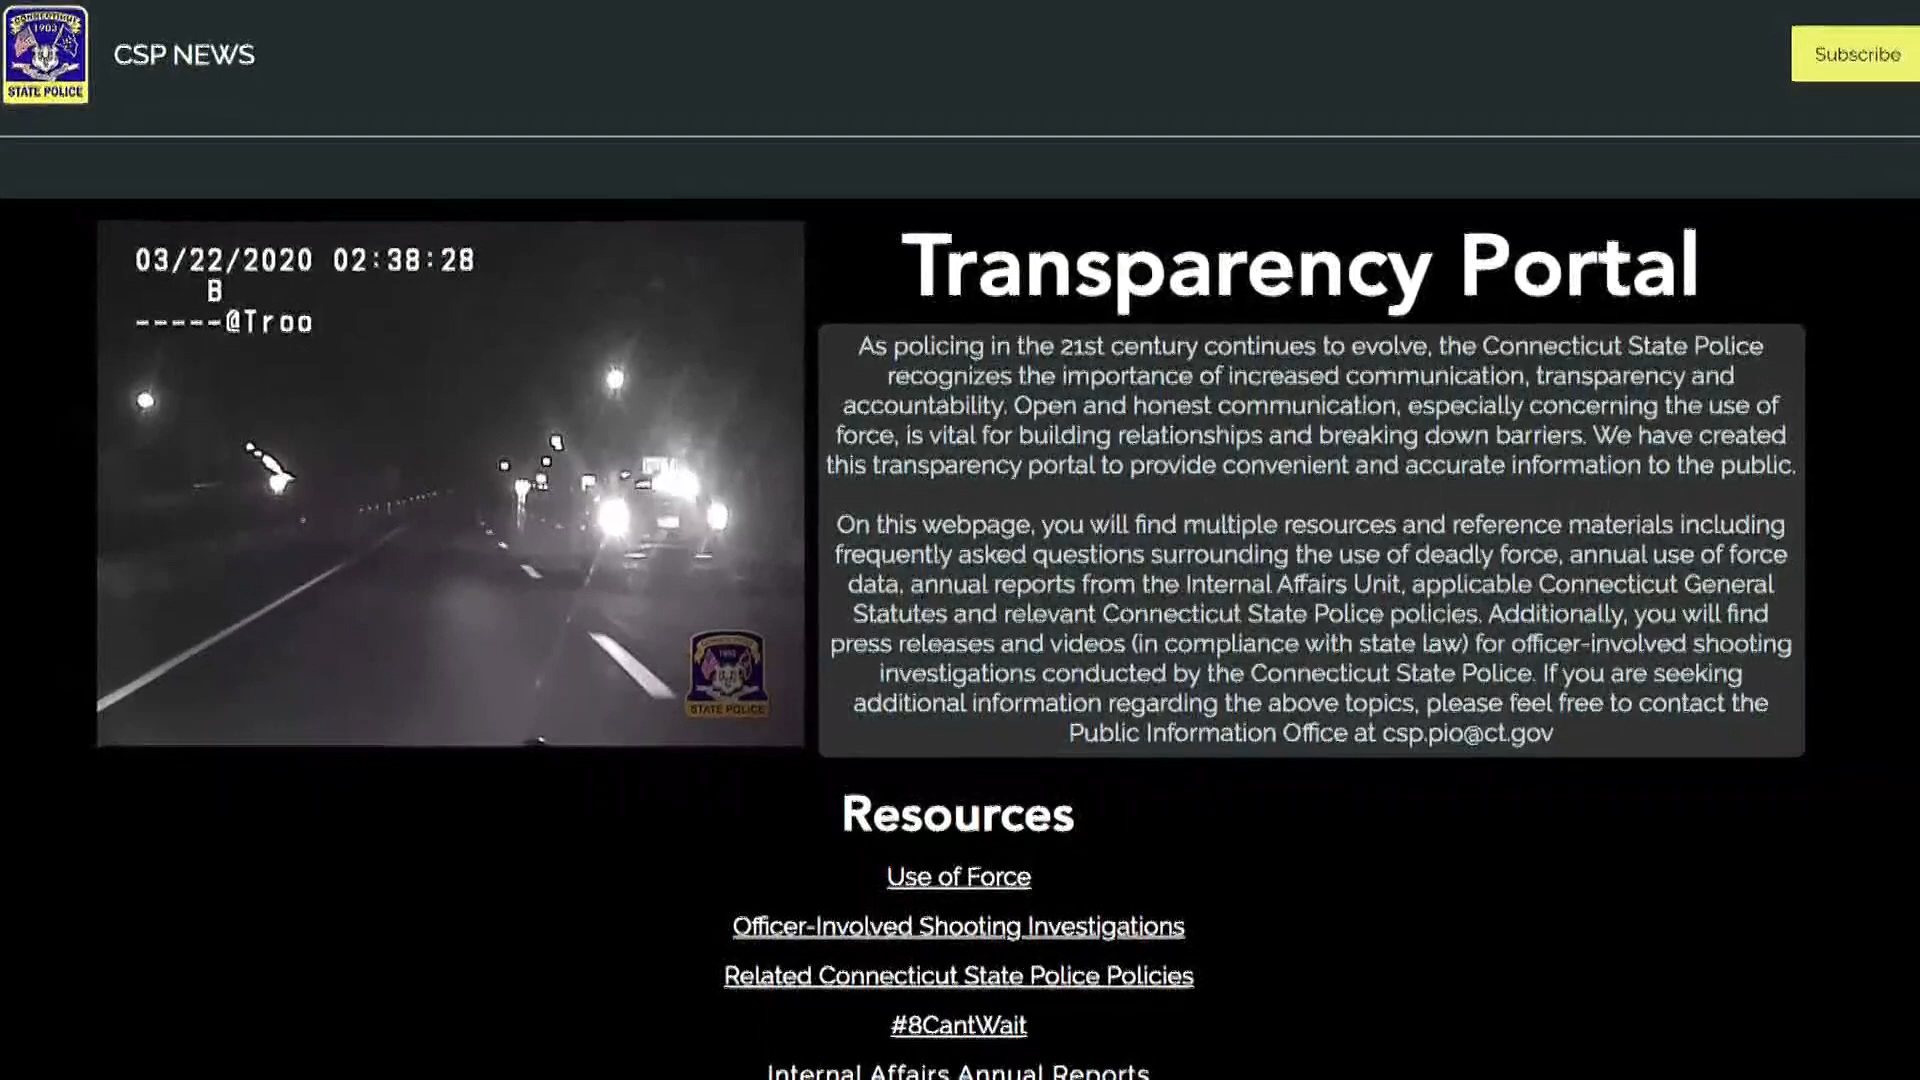 CONNECTICUT
1903
STATE POLICE
CSP NEWS
Subscribe
03/22/2020 02:38:28
B
-----@Troo
STATE POLICE
Transparency Portal
As policing in the 21st century continues to evolve, the Connecticut State Police
recognizes the importance of increased communication, transparency and
accountability. Open and honest communication, especially concerning the use of
force, is vital for building relationships and breaking down barriers. We have created
this transparency portal to provide convenient and accurate information to the public.
On this webpage, you will find multiple resources and reference materials including
frequently asked questions surrounding the use of deadly force, annual use of force
data, annual reports from the Internal Affairs Unit, applicable Connecticut General
Statutes and relevant Connecticut State Police policies. Additionally, you will find
press releases and videos (in compliance with state law) for officer-involved shooting
investigations conducted by the Connecticut State Police. If you are seeking
additional information regarding the above topics, please feel free to contact the
Public Information Office at csp.pio@ct.gov
Resources
Use of Force
Officer-Involved Shooting Investigations
Related Connecticut State Police Policies
#8CantWait
Internal Affairs Annual Reports